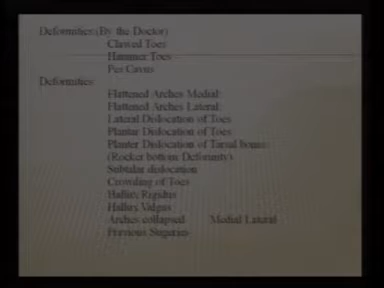 Deformities:(By the Doctor)
Clawed Toes
Hammer Toes
Pes Cavus
Deformities
Flattened Arches Medial:
Flattened Arches Lateral:
Lateral Dislocation of Toes
Plantar Dislocation of Toes
Planter Dislocation of Tarsal bones:
(Rocker bottom Deformity)
Subtalar dislocation
Crowding of Toes
Hallux Rigidus
Hallux Valgus
Arches collapsed Medial Lateral
Previous Surgeries